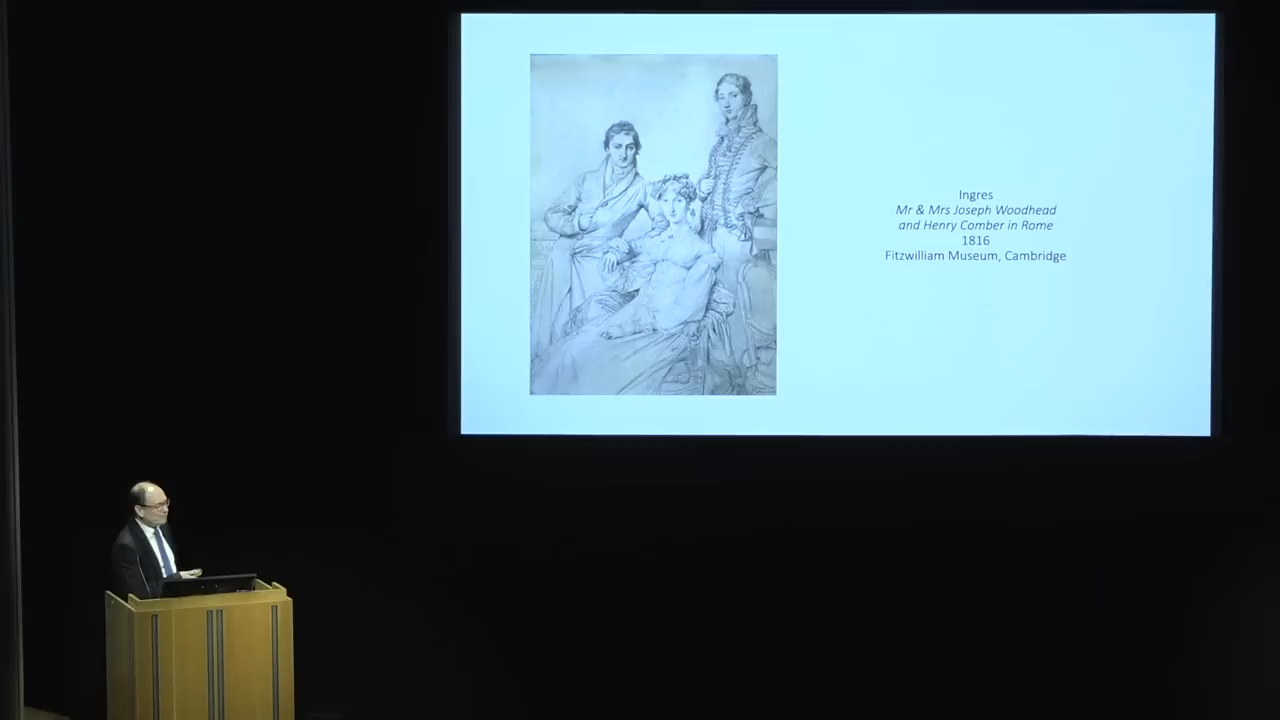 Ingres
Mr & Mrs Joseph Woodhead
and Henry Comber in Rome
1816
Fitzwilliam Museum, Cambridge